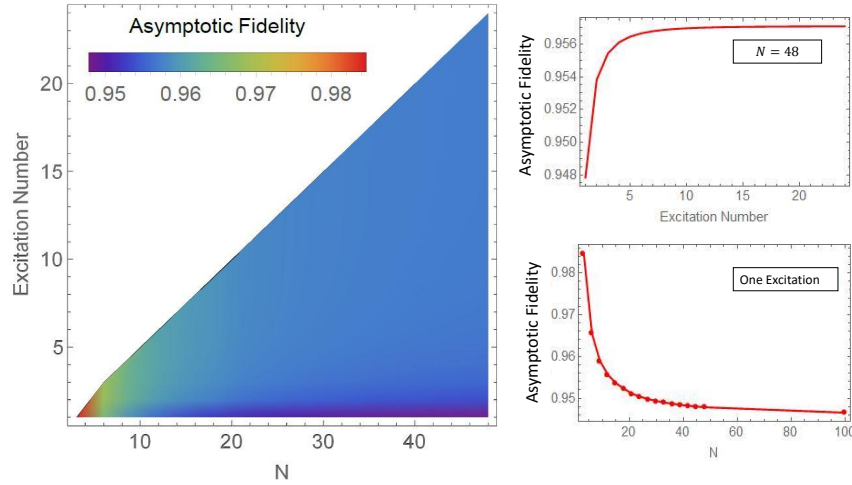 Asymptotic Fidelity
0.95 0.96 0.97 0.98
Excitation Number
20
15
10
5
10 20 30 40
N
Asymptotic Fidelity
0.956
0.954
0.952
0.950
0.948
N = 48
5 10 15 20
Excitation Number
Asymptotic Fidelity
0.98
0.97
0.96
0.95
One Excitation
20 40 60 80 100
N